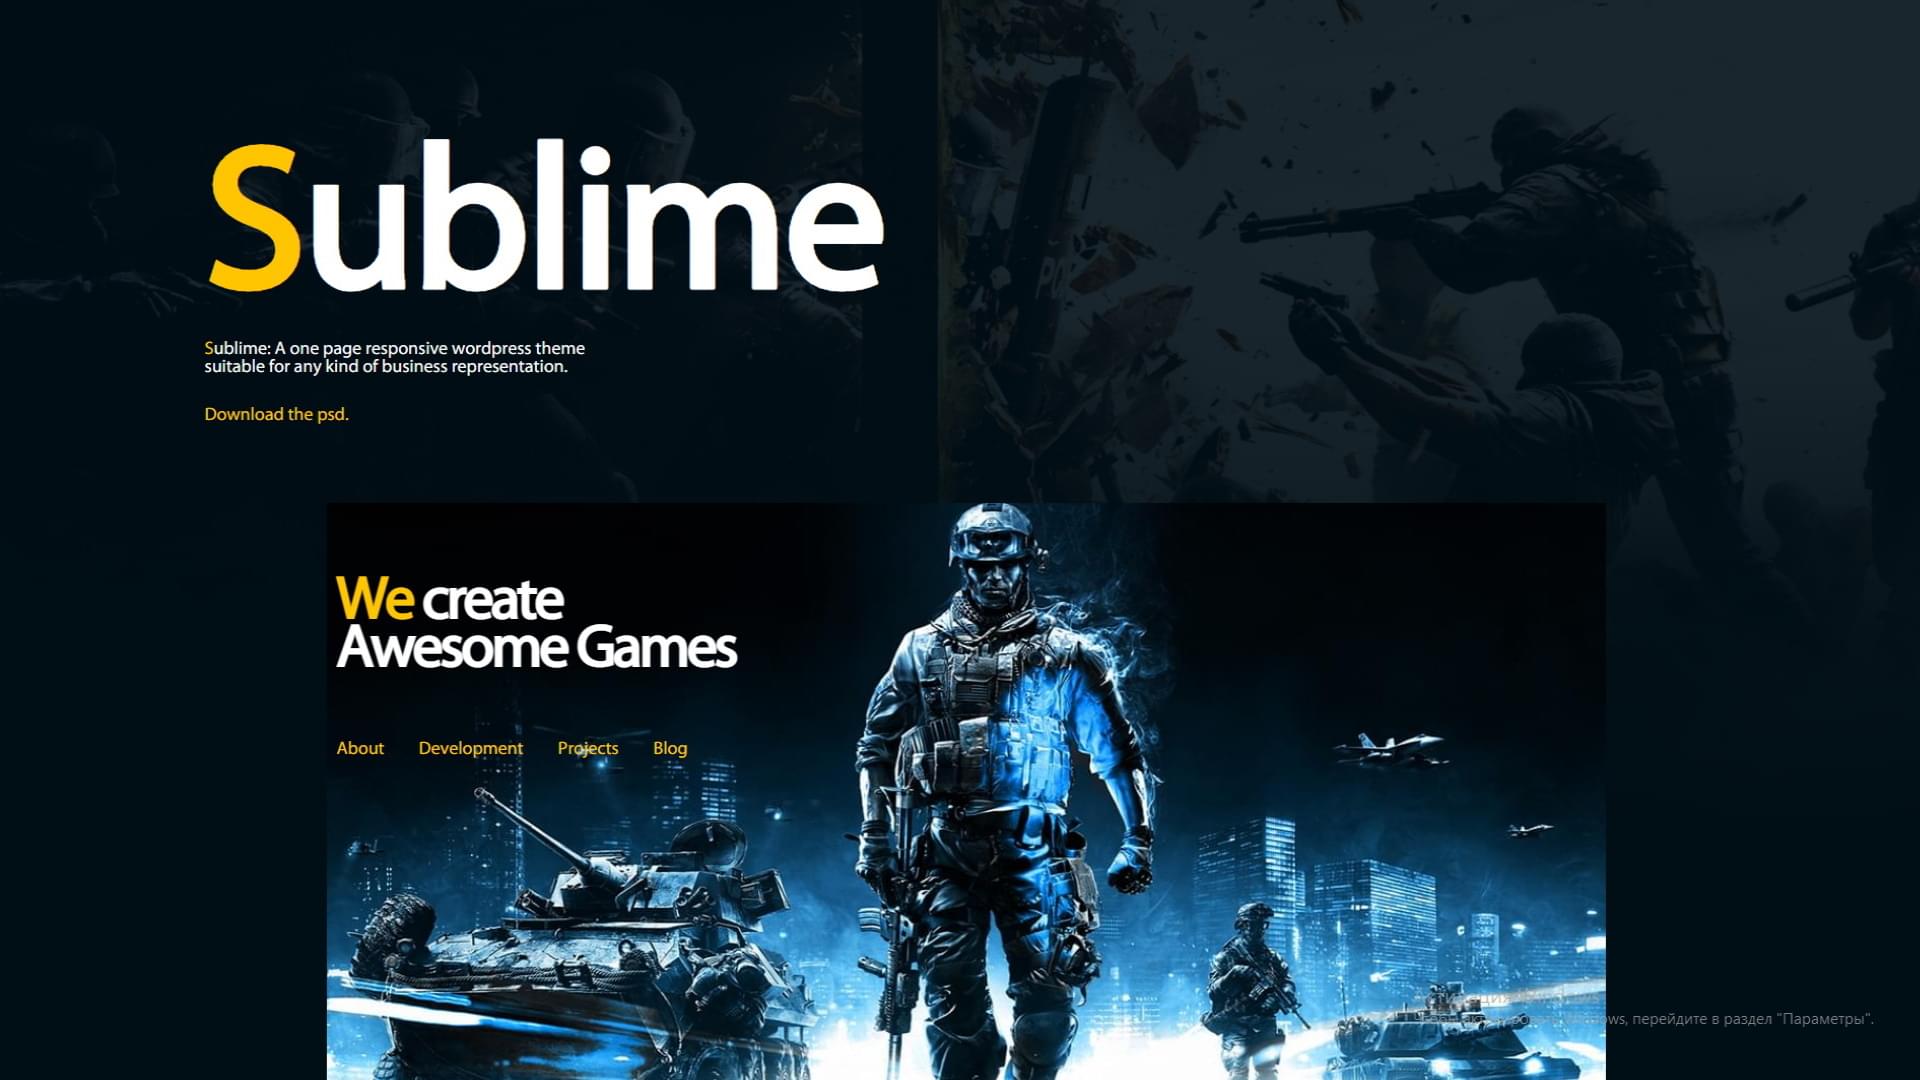 Sublime
Sublime: A one page responsive wordpress theme
suitable for any kind of business representation.
Download the psd.
We create
Awesome Games
About Development Projects Blog
перейдите в раздел "Параметры".